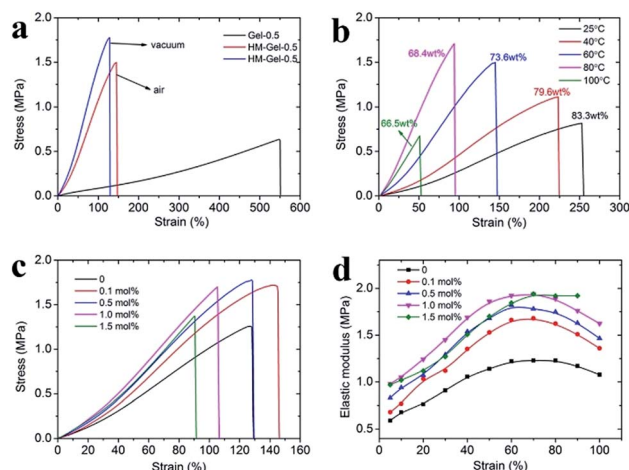 a
Stress (MPa)
2.0
1.5
1.0
0.5
0.0
0 100 200 300 400 500 600
Strain (%)
vacuum
air
Gel-0.5
HM-Gel-0.5
HM-Gel-0.5
b
Stress (MPa)
2.0
1.5
1.0
0.5
0.0
0 50 100 150 200 250 300
Strain (%)
68.4wt%
73.6wt%
66.5wt%
79.6wt%
83.3wt%
25°C
40°C
60°C
80°C
100°C
c
Stress (MPa)
2.0
1.5
1.0
0.5
0.0
0 30 60 90 120 150
Strain (%)
0
0.1 mol%
0.5 mol%
1.0 mol%
1.5 mol%
d
Elastic modulus (MPa)
2.0
1.5
1.0
0.5
0 20 40 60 80 100
Strain (%)
0
0.1 mol%
0.5 mol%
1.0 mol%
1.5 mol%